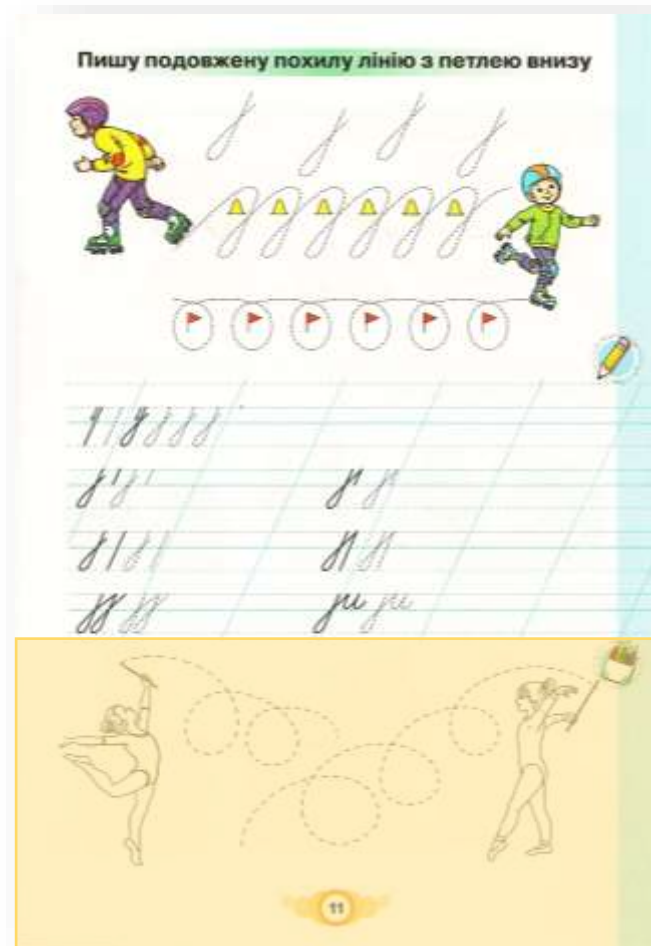 Пишу подовжену похилу лінію з петлею внизу
11